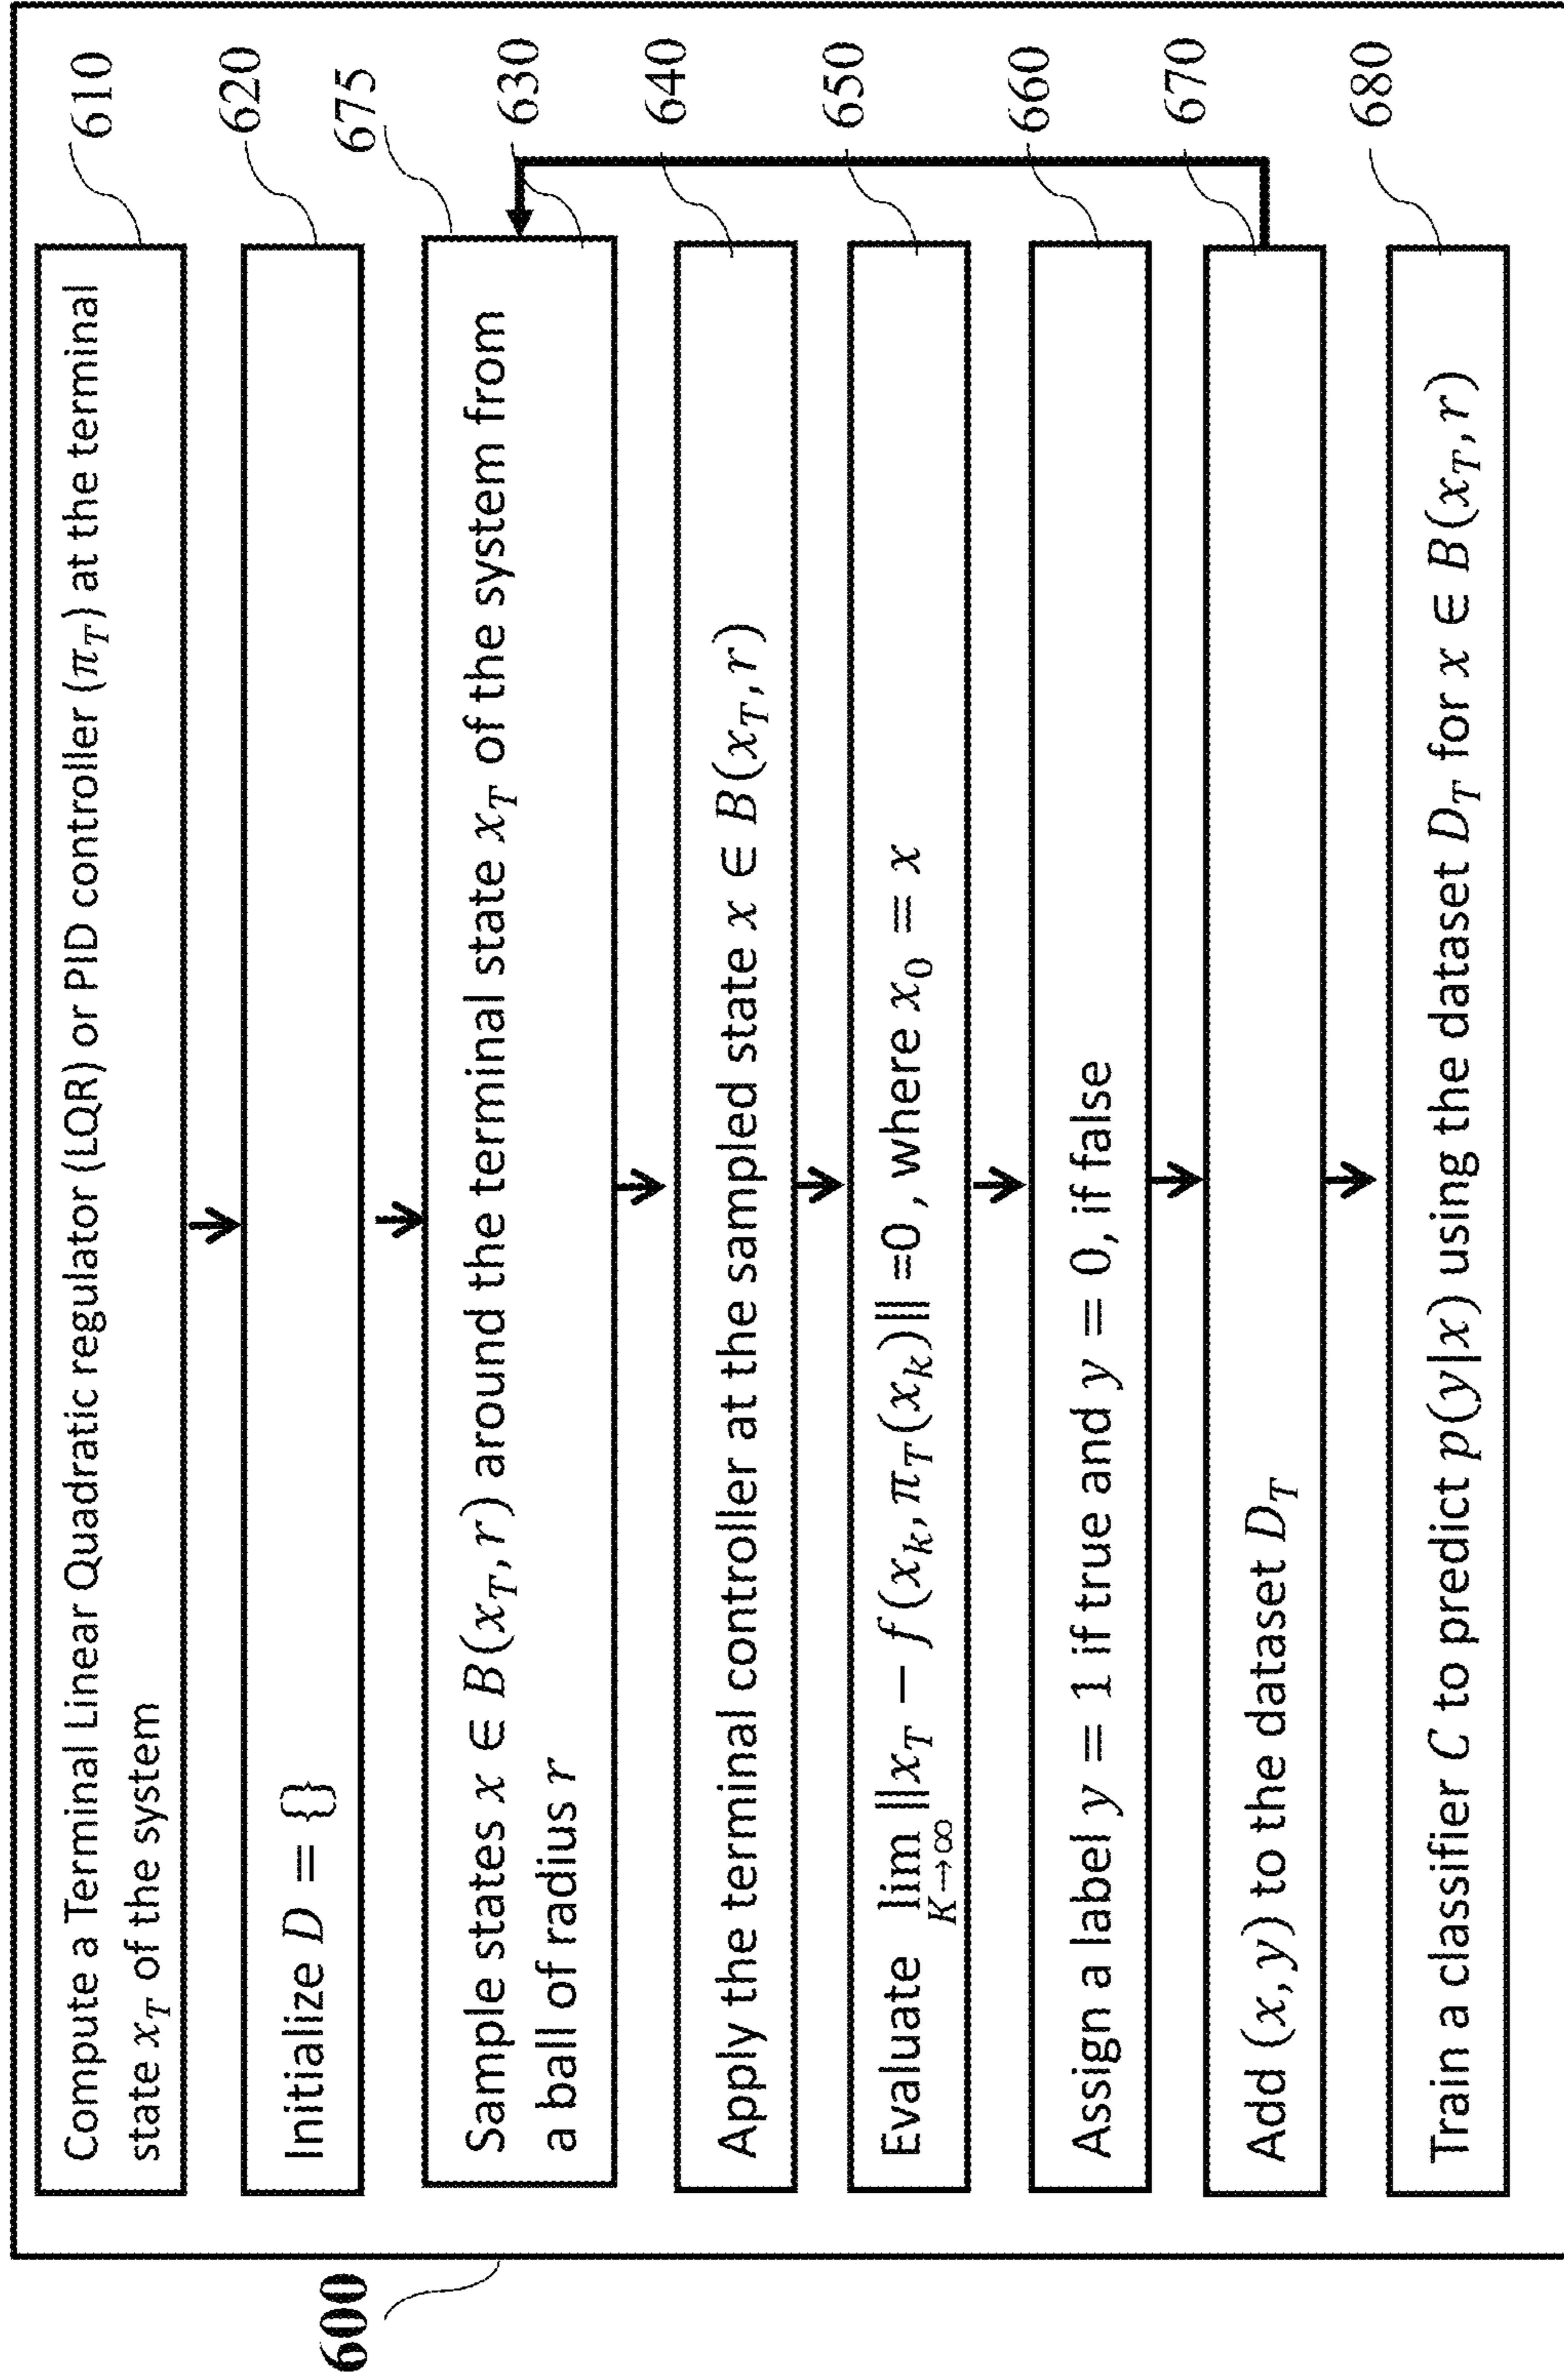 600
Compute a Terminal Linear Quadratic regulator (LQR) or PID controller (π_T) at the terminal
state x_T of the system
610
Initialize D = {}
620
675
Sample states x ∈ B(x_T, r) around the terminal state x_T of the system from
a ball of radius r
630
Apply the terminal controller at the sampled state x ∈ B(x_T, r)
640
Evaluate lim_{K→∞} ‖x_T − f(x_k, π_T(x_k)‖ =0 , where x_0 = x
650
Assign a label y = 1 if true and y = 0, if false
660
Add (x, y) to the dataset D_T
670
Train a classifier C to predict p(y|x) using the dataset D_T for x ∈ B(x_T, r)
680